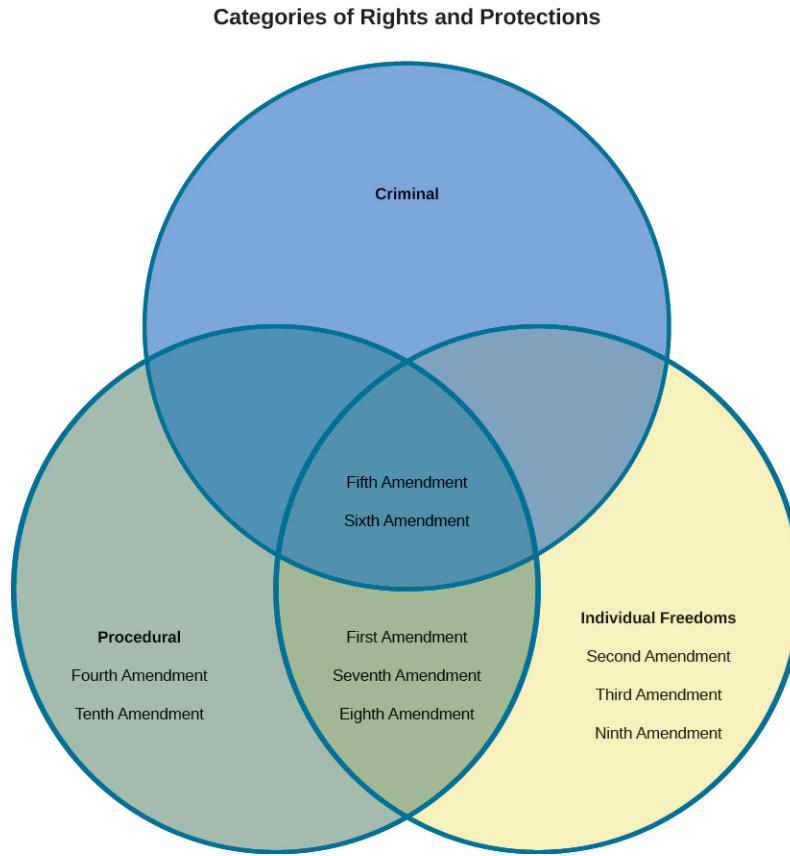 Categories of Rights and Protections
Criminal
Fifth Amendment
Sixth Amendment
Procedural
Fourth Amendment
Tenth Amendment
First Amendment
Seventh Amendment
Eighth Amendment
Individual Freedoms
Second Amendment
Third Amendment
Ninth Amendment